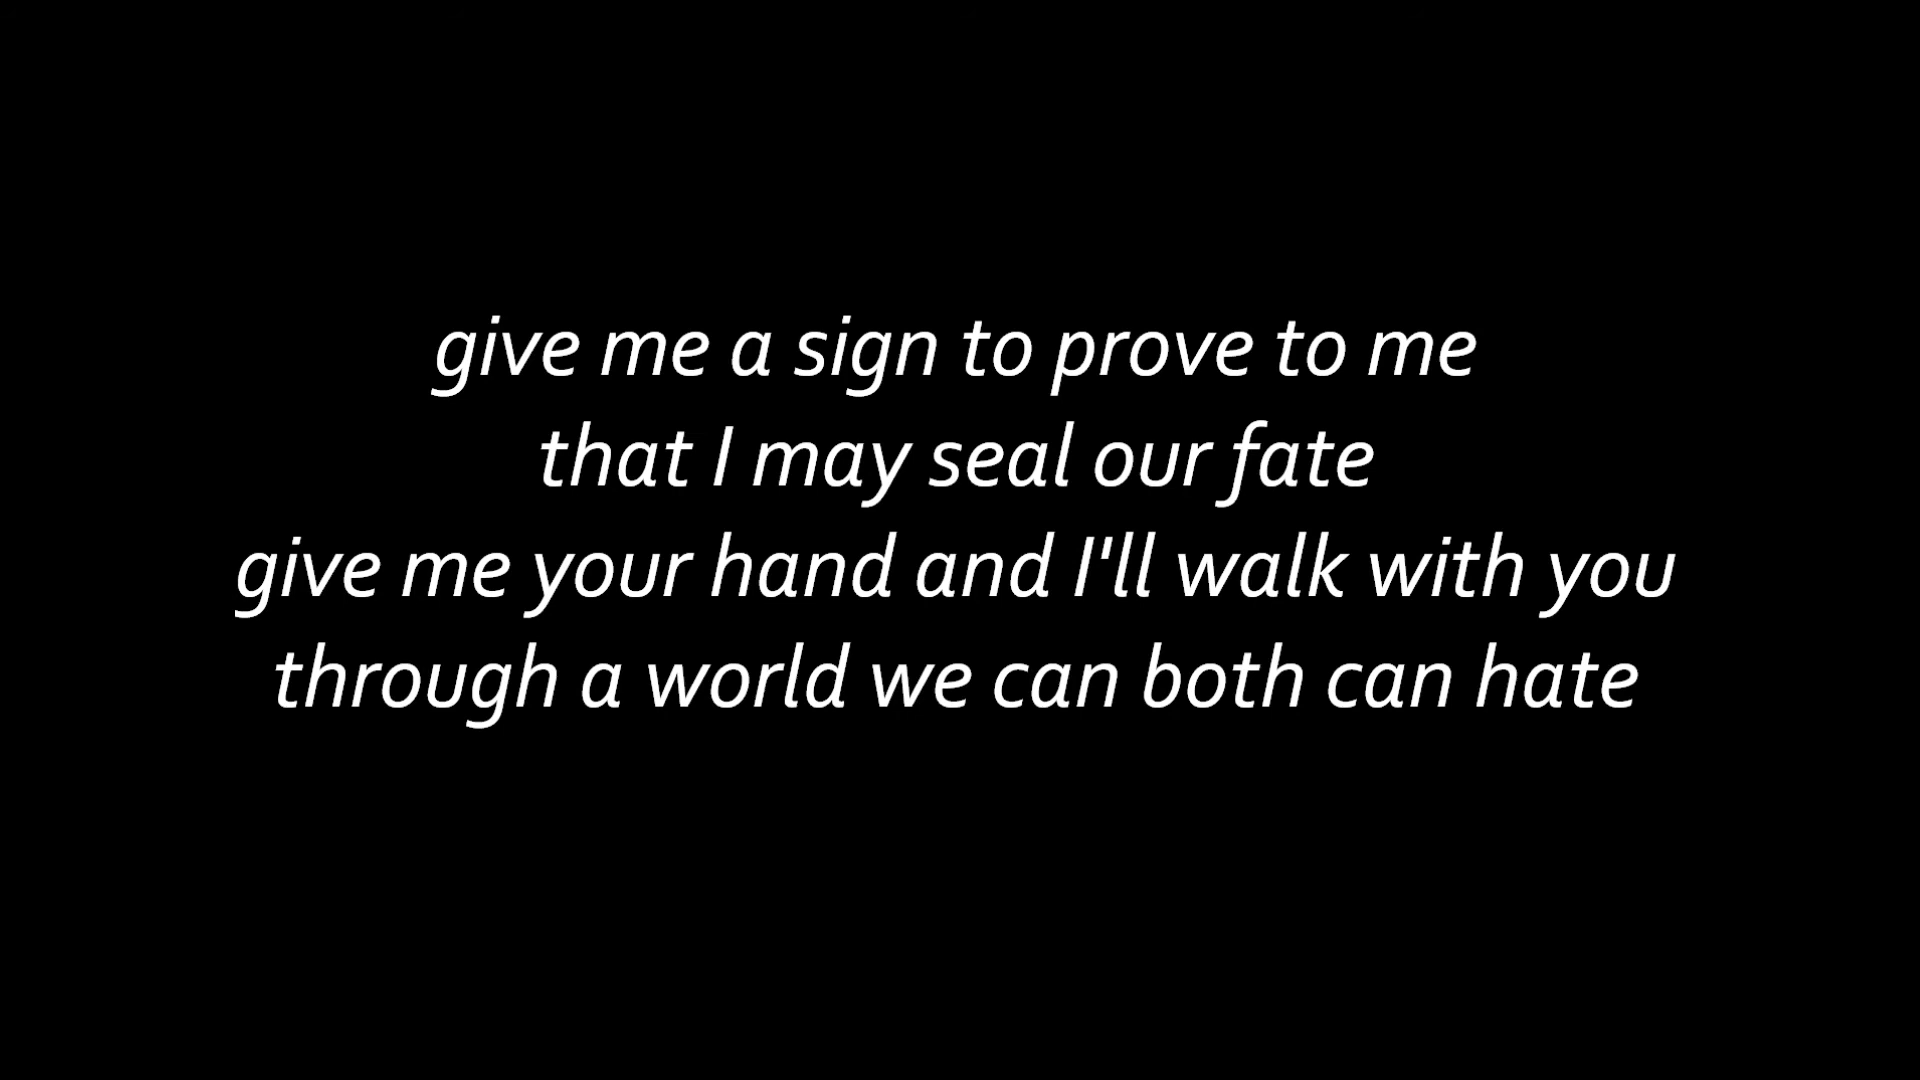 give me a sign to prove to me
that I may seal our fate
give me your hand and I'll walk with you
through a world we can both can hate